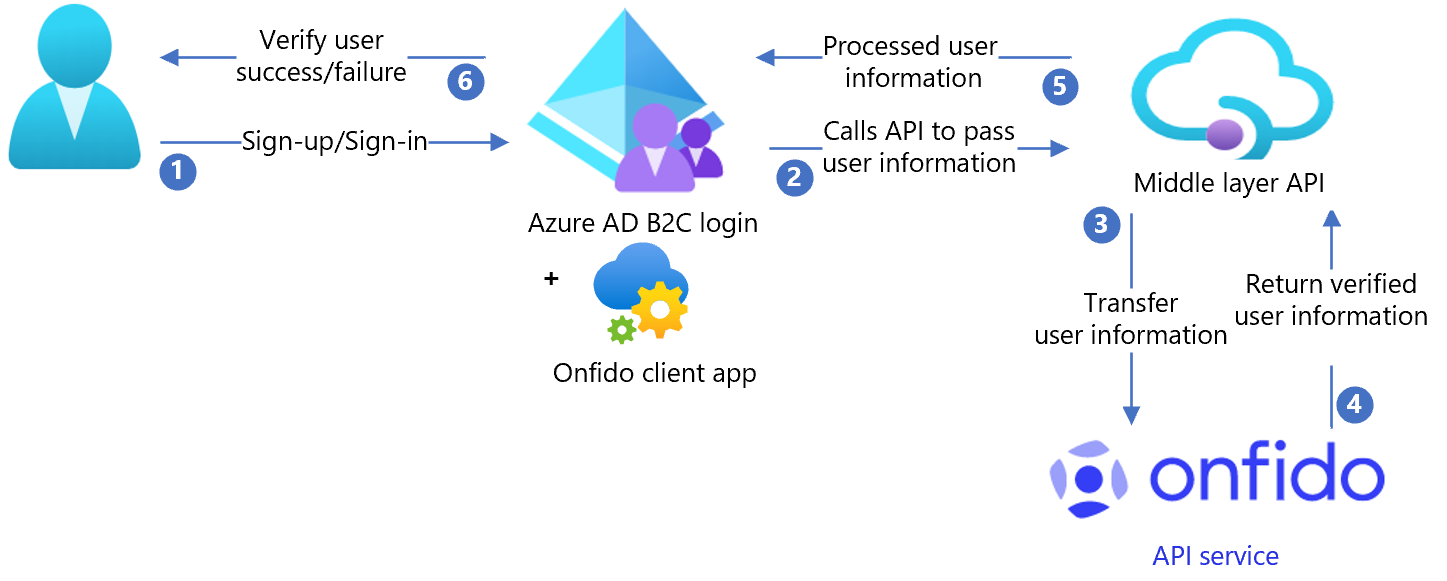 Verify user
success/failure
6
Sign-up/Sign-in
1
Azure AD B2C login
+
Onfido client app
Processed user
information
5
Calls API to pass
user information
2
Middle layer API
3
Transfer
user information
Return verified
user information
4
onfido
API service